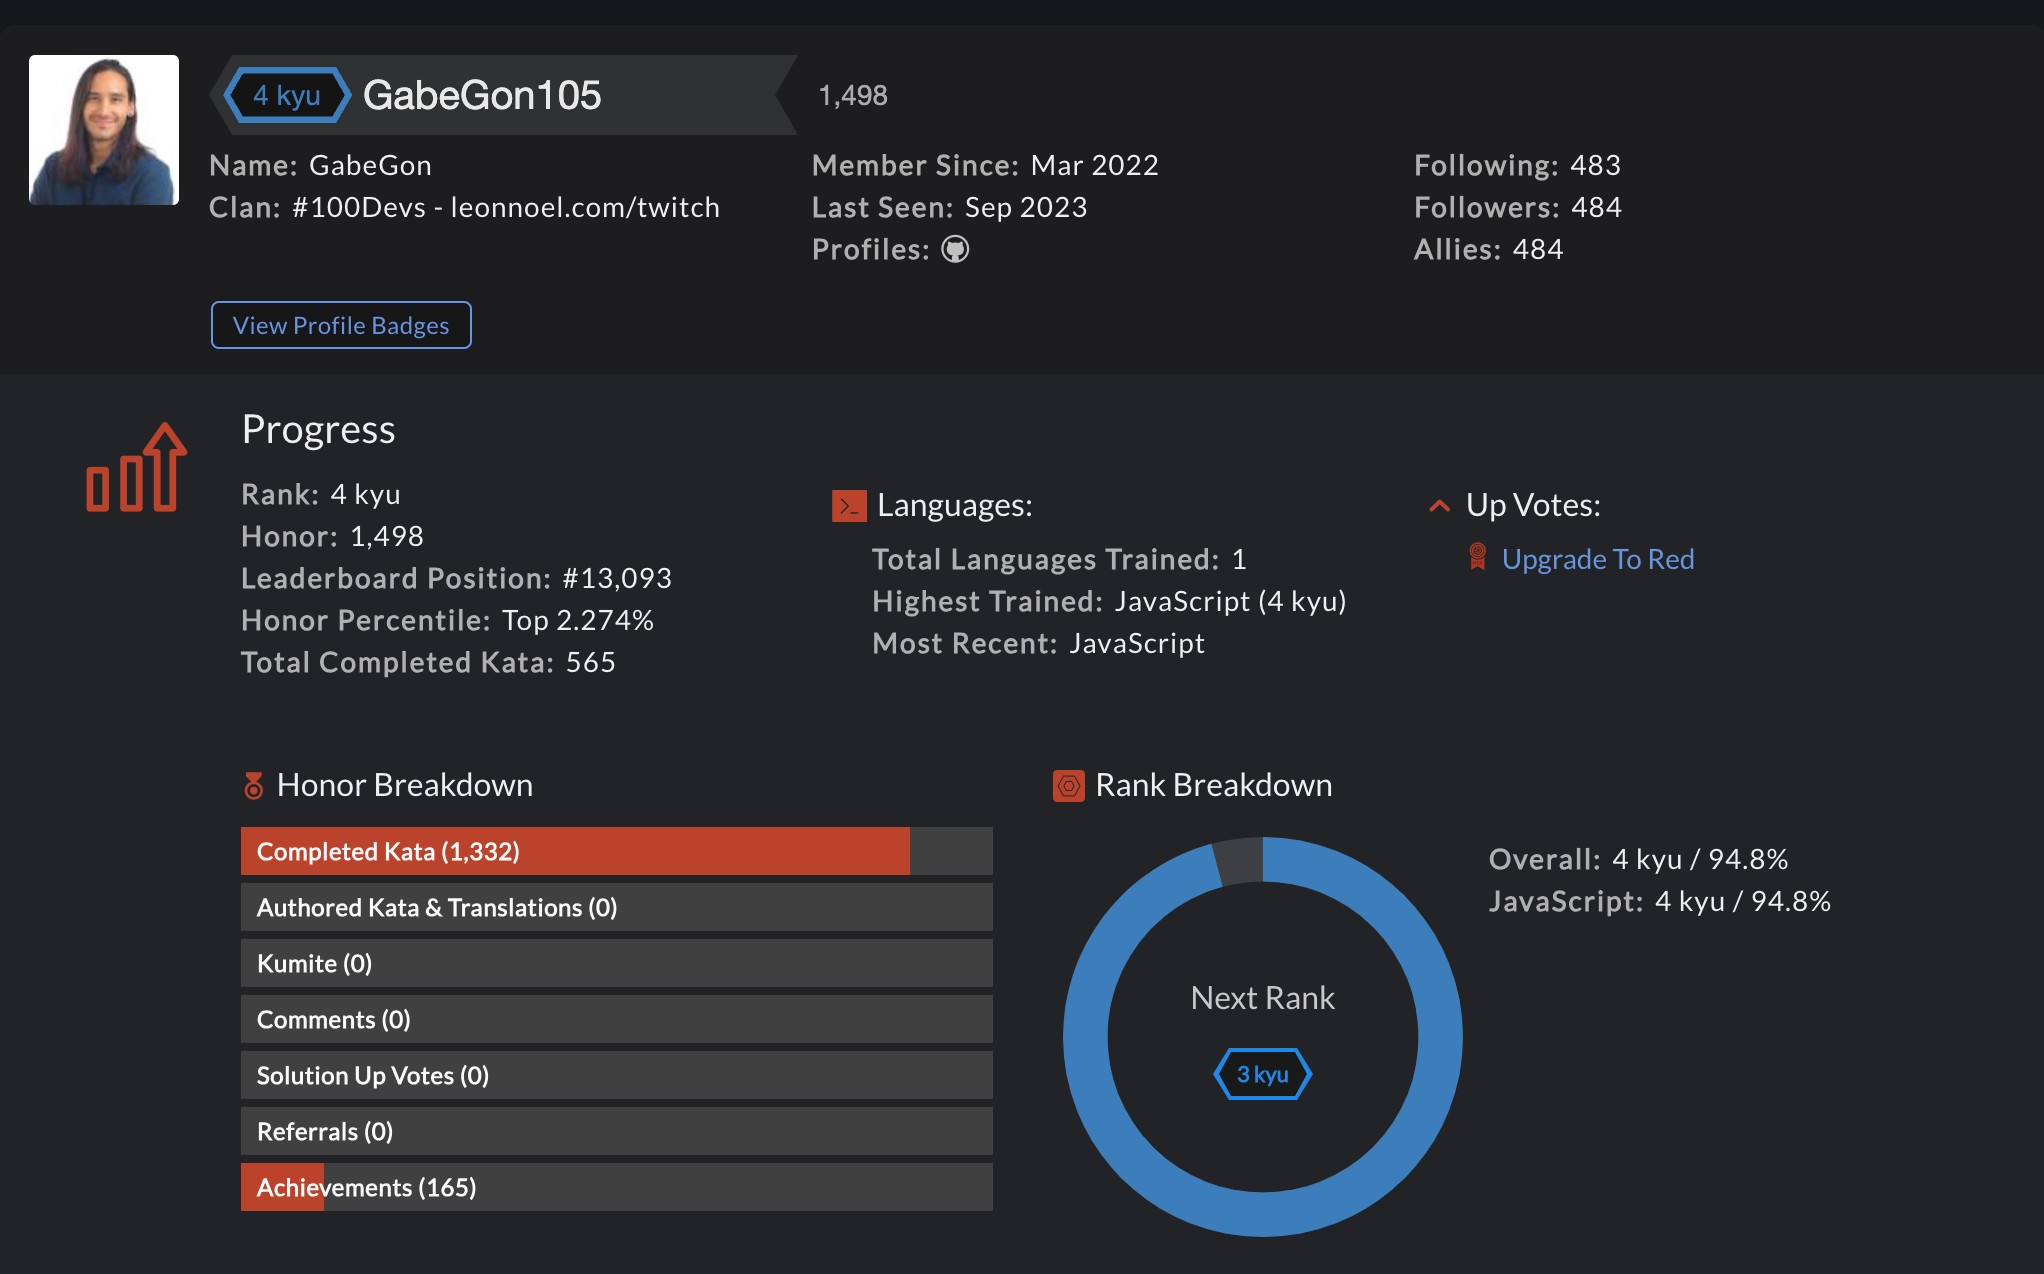 4 kyu GabeGon105 1,498
Name: GabeGon
Clan: #100Devs - leonnoel.com/twitch
Member Since: Mar 2022
Last Seen: Sep 2023
Profiles:
Following: 483
Followers: 484
Allies: 484
View Profile Badges
Progress
Rank: 4 kyu
Honor: 1,498
Leaderboard Position: #13,093
Honor Percentile: Top 2.274%
Total Completed Kata: 565
>_ Languages:
Total Languages Trained: 1
Highest Trained: JavaScript (4 kyu)
Most Recent: JavaScript
Up Votes:
Upgrade To Red
Honor Breakdown
Completed Kata (1,332)
Authored Kata & Translations (0)
Kumite (0)
Comments (0)
Solution Up Votes (0)
Referrals (0)
Achievements (165)
Rank Breakdown
Next Rank
3 kyu
Overall: 4 kyu / 94.8%
JavaScript: 4 kyu / 94.8%